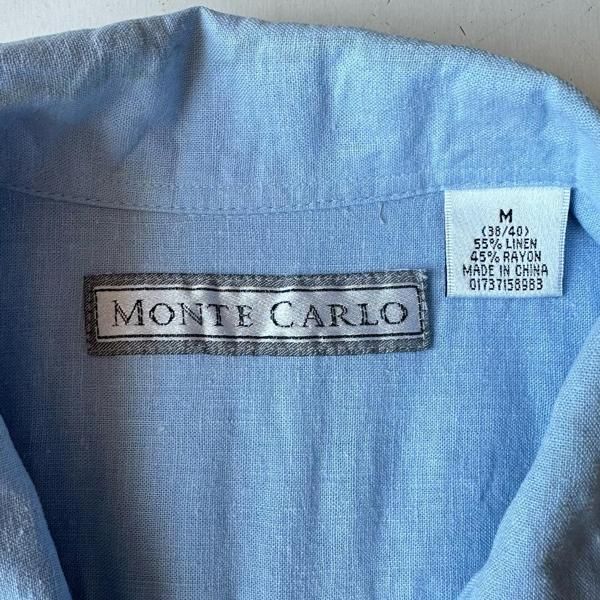 MONTE CARLO
M
(38/40)
55% LINEN
45% RAYON
MADE IN CHINA
01737158983